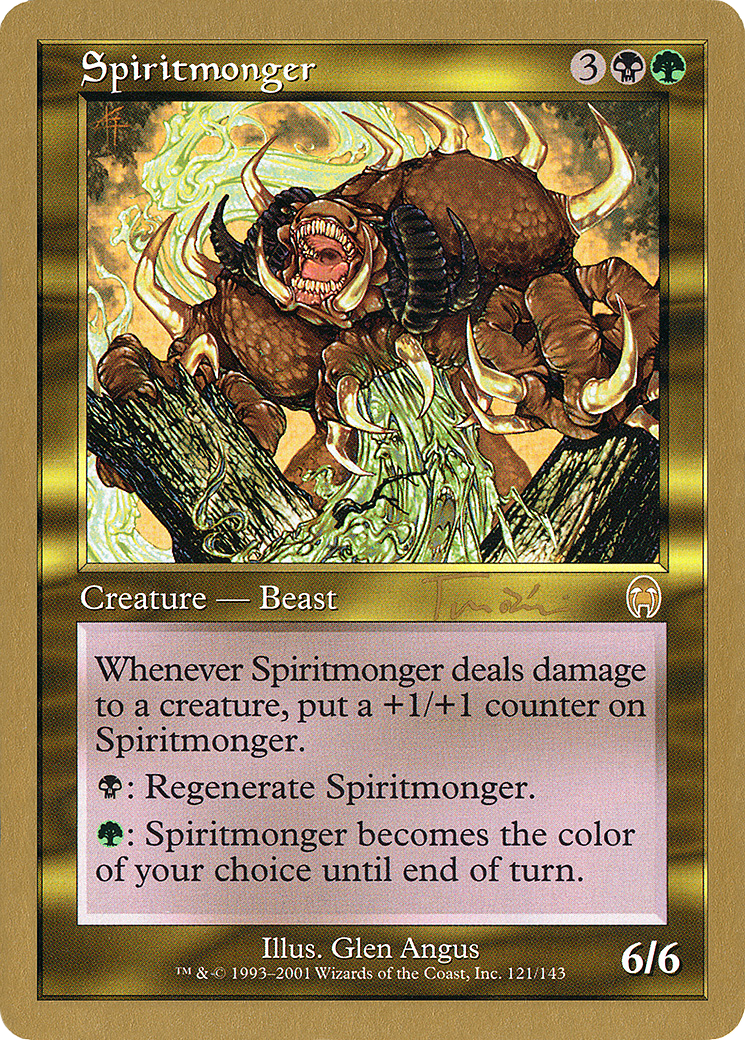 Spiritmonger 3
Creature — Beast
Whenever Spiritmonger deals damage
to a creature, put a +1/+1 counter on
Spiritmonger.
: Regenerate Spiritmonger.
: Spiritmonger becomes the color
of your choice until end of turn.
Illus. Glen Angus
6/6
™ & © 1993–2001 Wizards of the Coast, Inc. 121/143